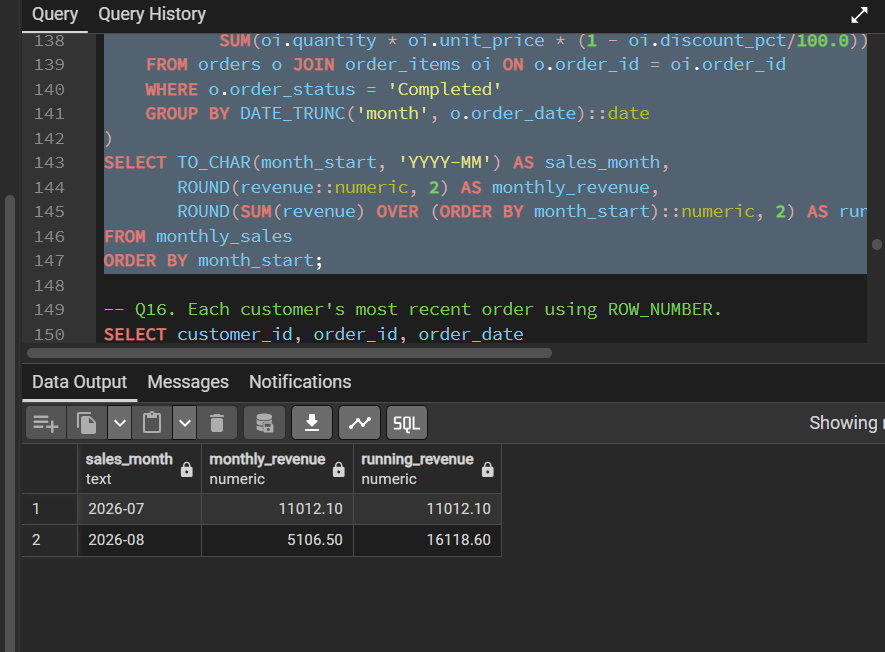 Query Query History
138 SUM(oi.quantity * oi.unit_price * (1 - oi.discount_pct/100.0))
139 FROM orders o JOIN order_items oi ON o.order_id = oi.order_id
140 WHERE o.order_status = 'Completed'
141 GROUP BY DATE_TRUNC('month', o.order_date)::date
142 )
143 SELECT TO_CHAR(month_start, 'YYYY-MM') AS sales_month,
144 ROUND(revenue::numeric, 2) AS monthly_revenue,
145 ROUND(SUM(revenue) OVER (ORDER BY month_start)::numeric, 2) AS run
146 FROM monthly_sales
147 ORDER BY month_start;
148
149 -- Q16. Each customer's most recent order using ROW_NUMBER.
150 SELECT customer_id, order_id, order_date
Data Output Messages Notifications
SQL Showing
sales_month monthly_revenue running_revenue
text numeric numeric
1 2026-07 11012.10 11012.10
2 2026-08 5106.50 16118.60